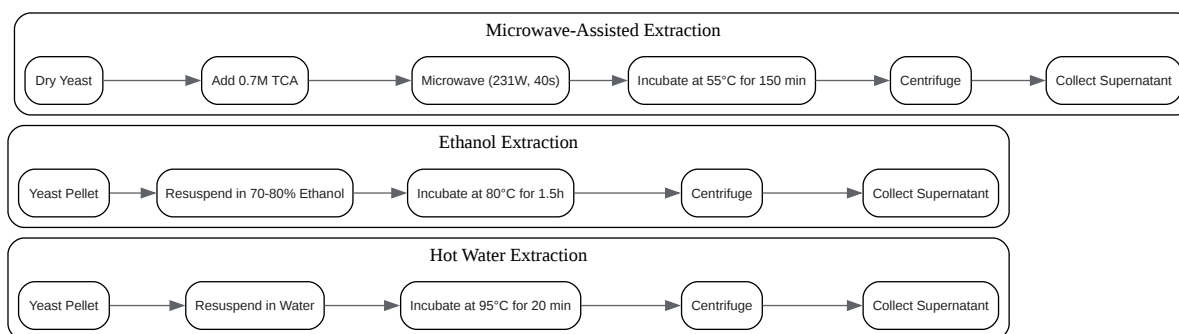 Microwave-Assisted Extraction
Dry Yeast
Add 0.7M TCA
Microwave (231W, 40s)
Incubate at 55°C for 150 min
Centrifuge
Collect Supernatant
Ethanol Extraction
Yeast Pellet
Resuspend in 70-80% Ethanol
Incubate at 80°C for 1.5h
Centrifuge
Collect Supernatant
Hot Water Extraction
Yeast Pellet
Resuspend in Water
Incubate at 95°C for 20 min
Centrifuge
Collect Supernatant